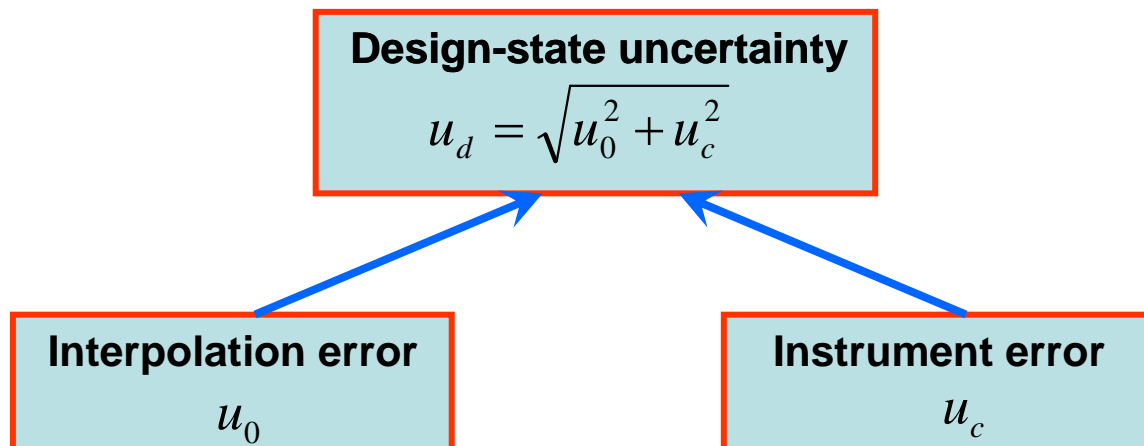 Design-state uncertainty
u_d = √(u_0^2 + u_c^2)
Interpolation error
u_0
Instrument error
u_c